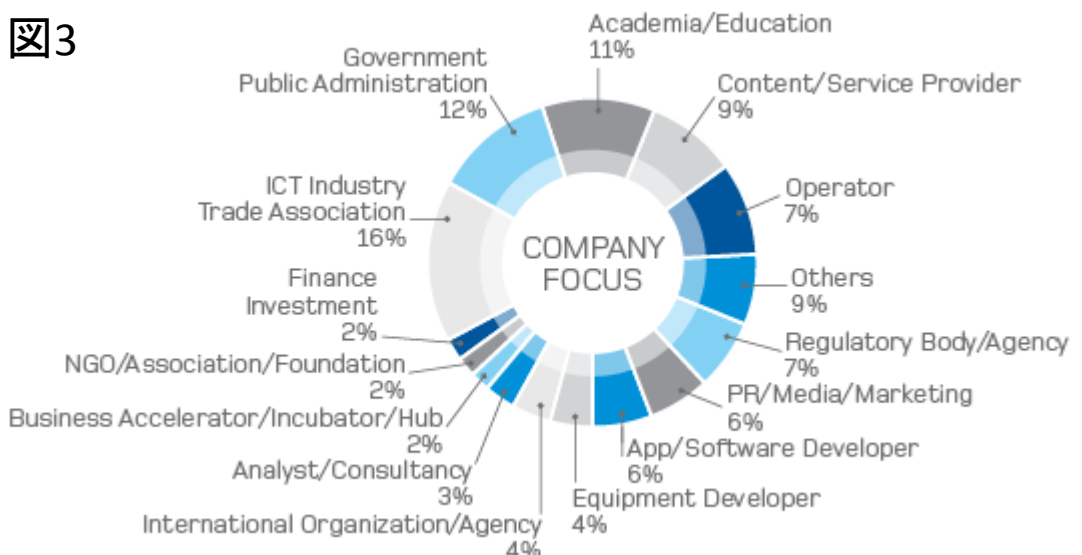 図3
Academia/Education
11%
Government
Public Administration
12%
Content/Service Provider
9%
ICT Industry
Trade Association
16%
Operator
7%
COMPANY
FOCUS
Others
9%
Finance
Investment
2%
Regulatory Body/Agency
7%
NGO/Association/Foundation
2%
PR/Media/Marketing
6%
Business Accelerator/Incubator/Hub
2%
App/Software Developer
6%
Analyst/Consultancy
3%
Equipment Developer
4%
International Organization/Agency
4%